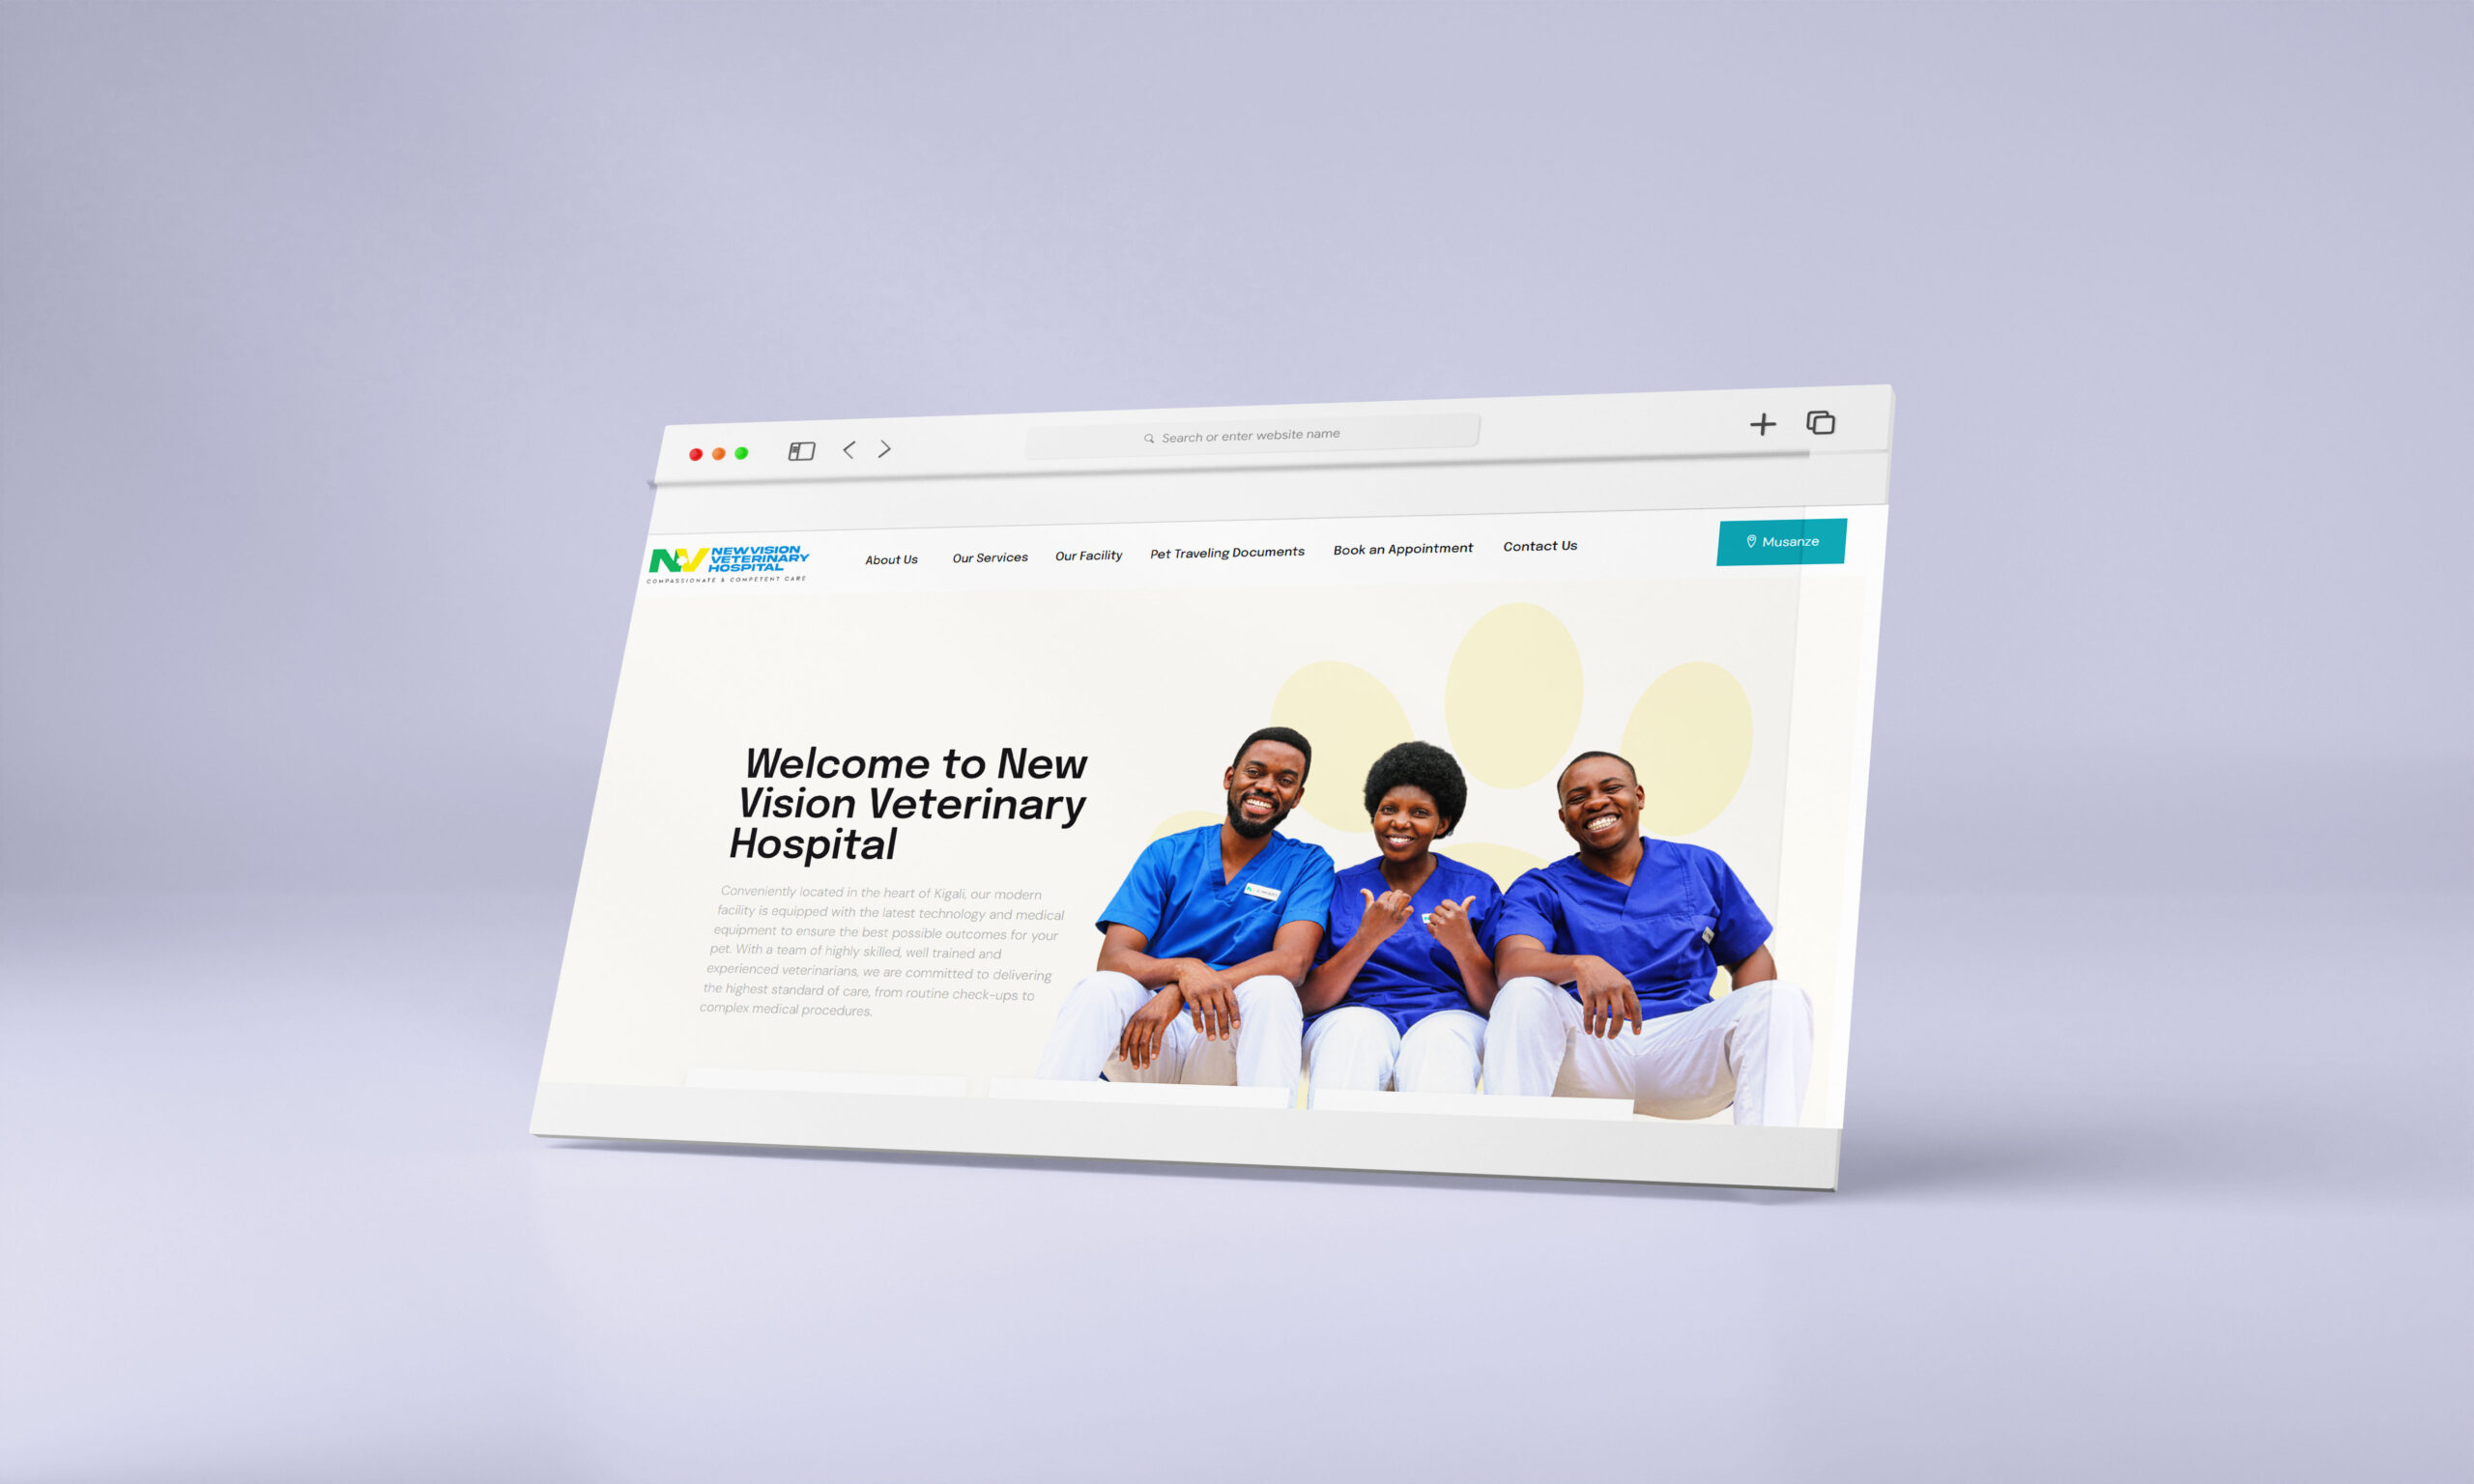 Search or enter website name
NEW VISION
VETERINARY
HOSPITAL
COMPASSIONATE & COMPETENT CARE
About Us
Our Services
Our Facility
Pet Traveling Documents
Book an Appointment
Contact Us
Musanze
Welcome to New
Vision Veterinary
Hospital
Conveniently located in the heart of Kigali, our modern
facility is equipped with the latest technology and medical
equipment to ensure the best possible outcomes for your
pet. With a team of highly skilled, well trained and
experienced veterinarians, we are committed to delivering
the highest standard of care, from routine check-ups to
complex medical procedures.